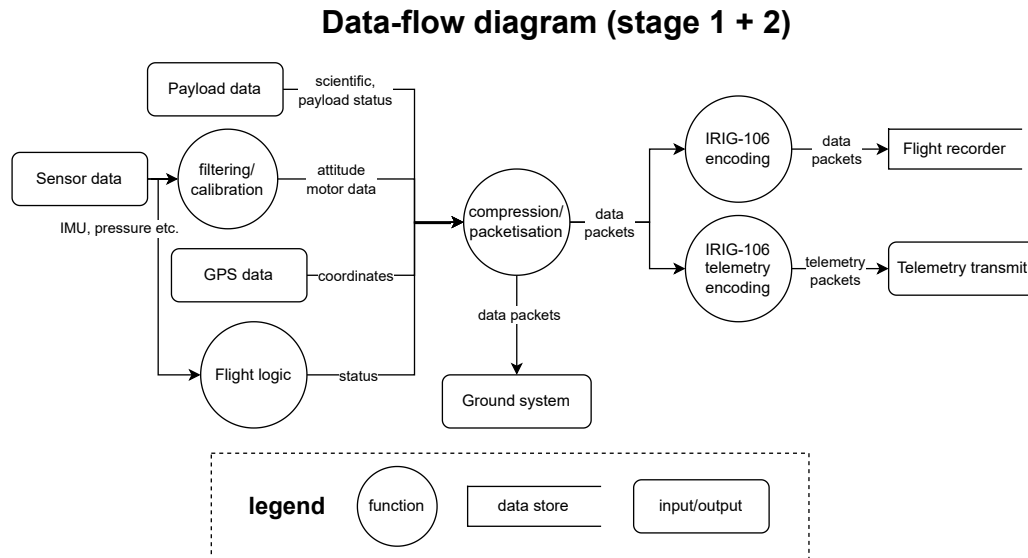 Data-flow diagram (stage 1 + 2)
Payload data
scientific,
payload status
Sensor data
filtering/
calibration
attitude
motor data
IMU, pressure etc.
GPS data
coordinates
Flight logic
status
compression/
packetisation
data
packets
data packets
Ground system
IRIG-106
encoding
data
packets
Flight recorder
IRIG-106
telemetry
encoding
telemetry
packets
Telemetry transmit
legend
function
data store
input/output